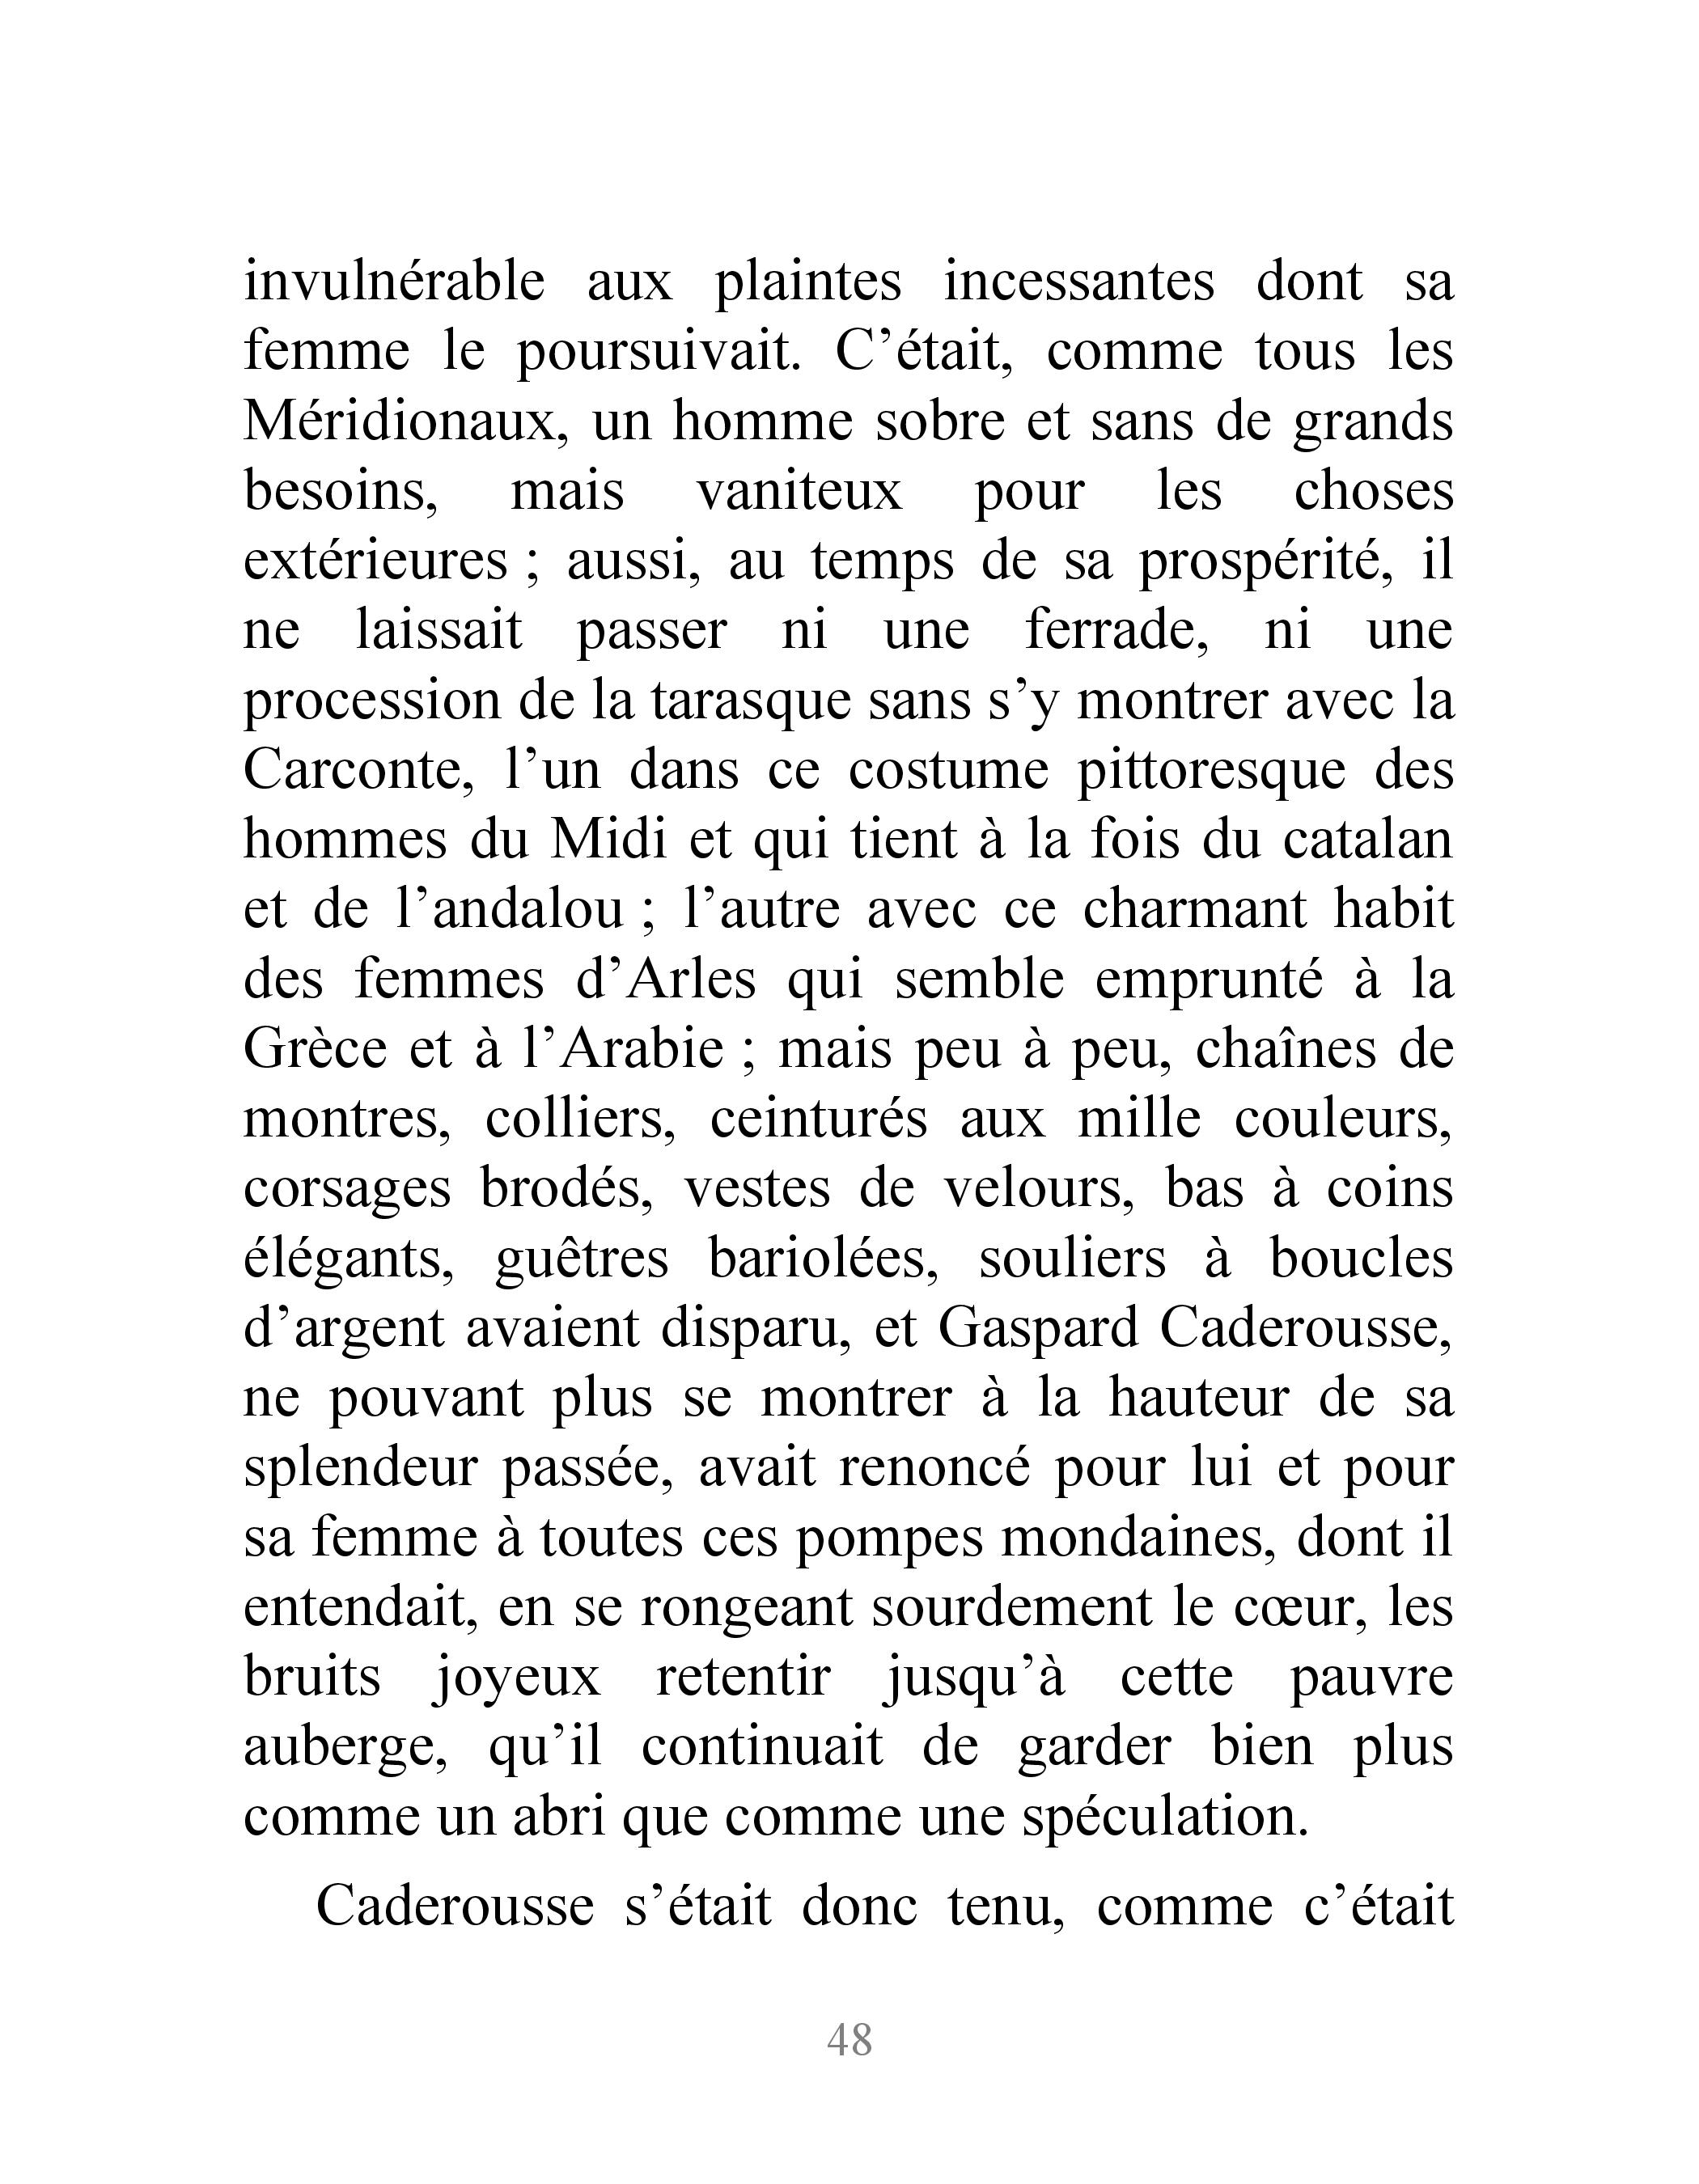 invulnérable aux plaintes incessantes dont sa
femme le poursuivait. C’était, comme tous les
Méridionaux, un homme sobre et sans de grands
besoins, mais vaniteux pour les choses
extérieures ; aussi, au temps de sa prospérité, il
ne laissait passer ni une ferrade, ni une
procession de la tarasque sans s’y montrer avec la
Carconte, l’un dans ce costume pittoresque des
hommes du Midi et qui tient à la fois du catalan
et de l’andalou ; l’autre avec ce charmant habit
des femmes d’Arles qui semble emprunté à la
Grèce et à l’Arabie ; mais peu à peu, chaînes de
montres, colliers, ceinturés aux mille couleurs,
corsages brodés, vestes de velours, bas à coins
élégants, guêtres bariolées, souliers à boucles
d’argent avaient disparu, et Gaspard Caderousse,
ne pouvant plus se montrer à la hauteur de sa
splendeur passée, avait renoncé pour lui et pour
sa femme à toutes ces pompes mondaines, dont il
entendait, en se rongeant sourdement le cœur, les
bruits joyeux retentir jusqu’à cette pauvre
auberge, qu’il continuait de garder bien plus
comme un abri que comme une spéculation.
Caderousse s’était donc tenu, comme c’était
48